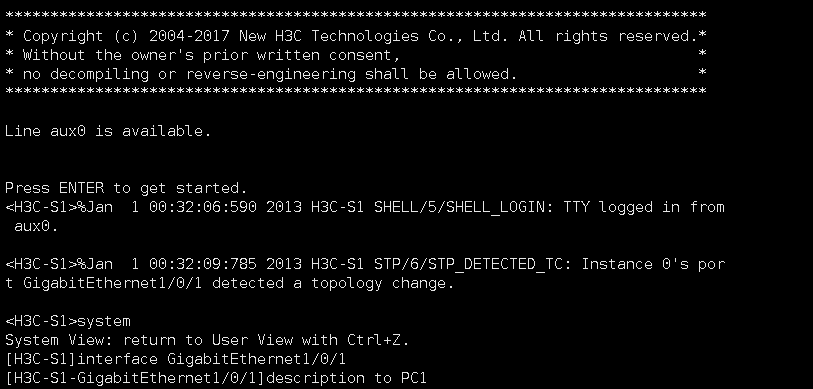 ******************************************************************************
* Copyright (c) 2004-2017 New H3C Technologies Co., Ltd. All rights reserved.*
* Without the owner's prior written consent,                                 *
* no decompiling or reverse-engineering shall be allowed.                    *
******************************************************************************
Line aux0 is available.
Press ENTER to get started.
<H3C-S1>%Jan  1 00:32:06:590 2013 H3C-S1 SHELL/5/SHELL_LOGIN: TTY logged in from
 aux0.
<H3C-S1>%Jan  1 00:32:09:785 2013 H3C-S1 STP/6/STP_DETECTED_TC: Instance 0's por
t GigabitEthernet1/0/1 detected a topology change.
<H3C-S1>system
System View: return to User View with Ctrl+Z.
[H3C-S1]interface GigabitEthernet1/0/1
[H3C-S1-GigabitEthernet1/0/1]description to PC1